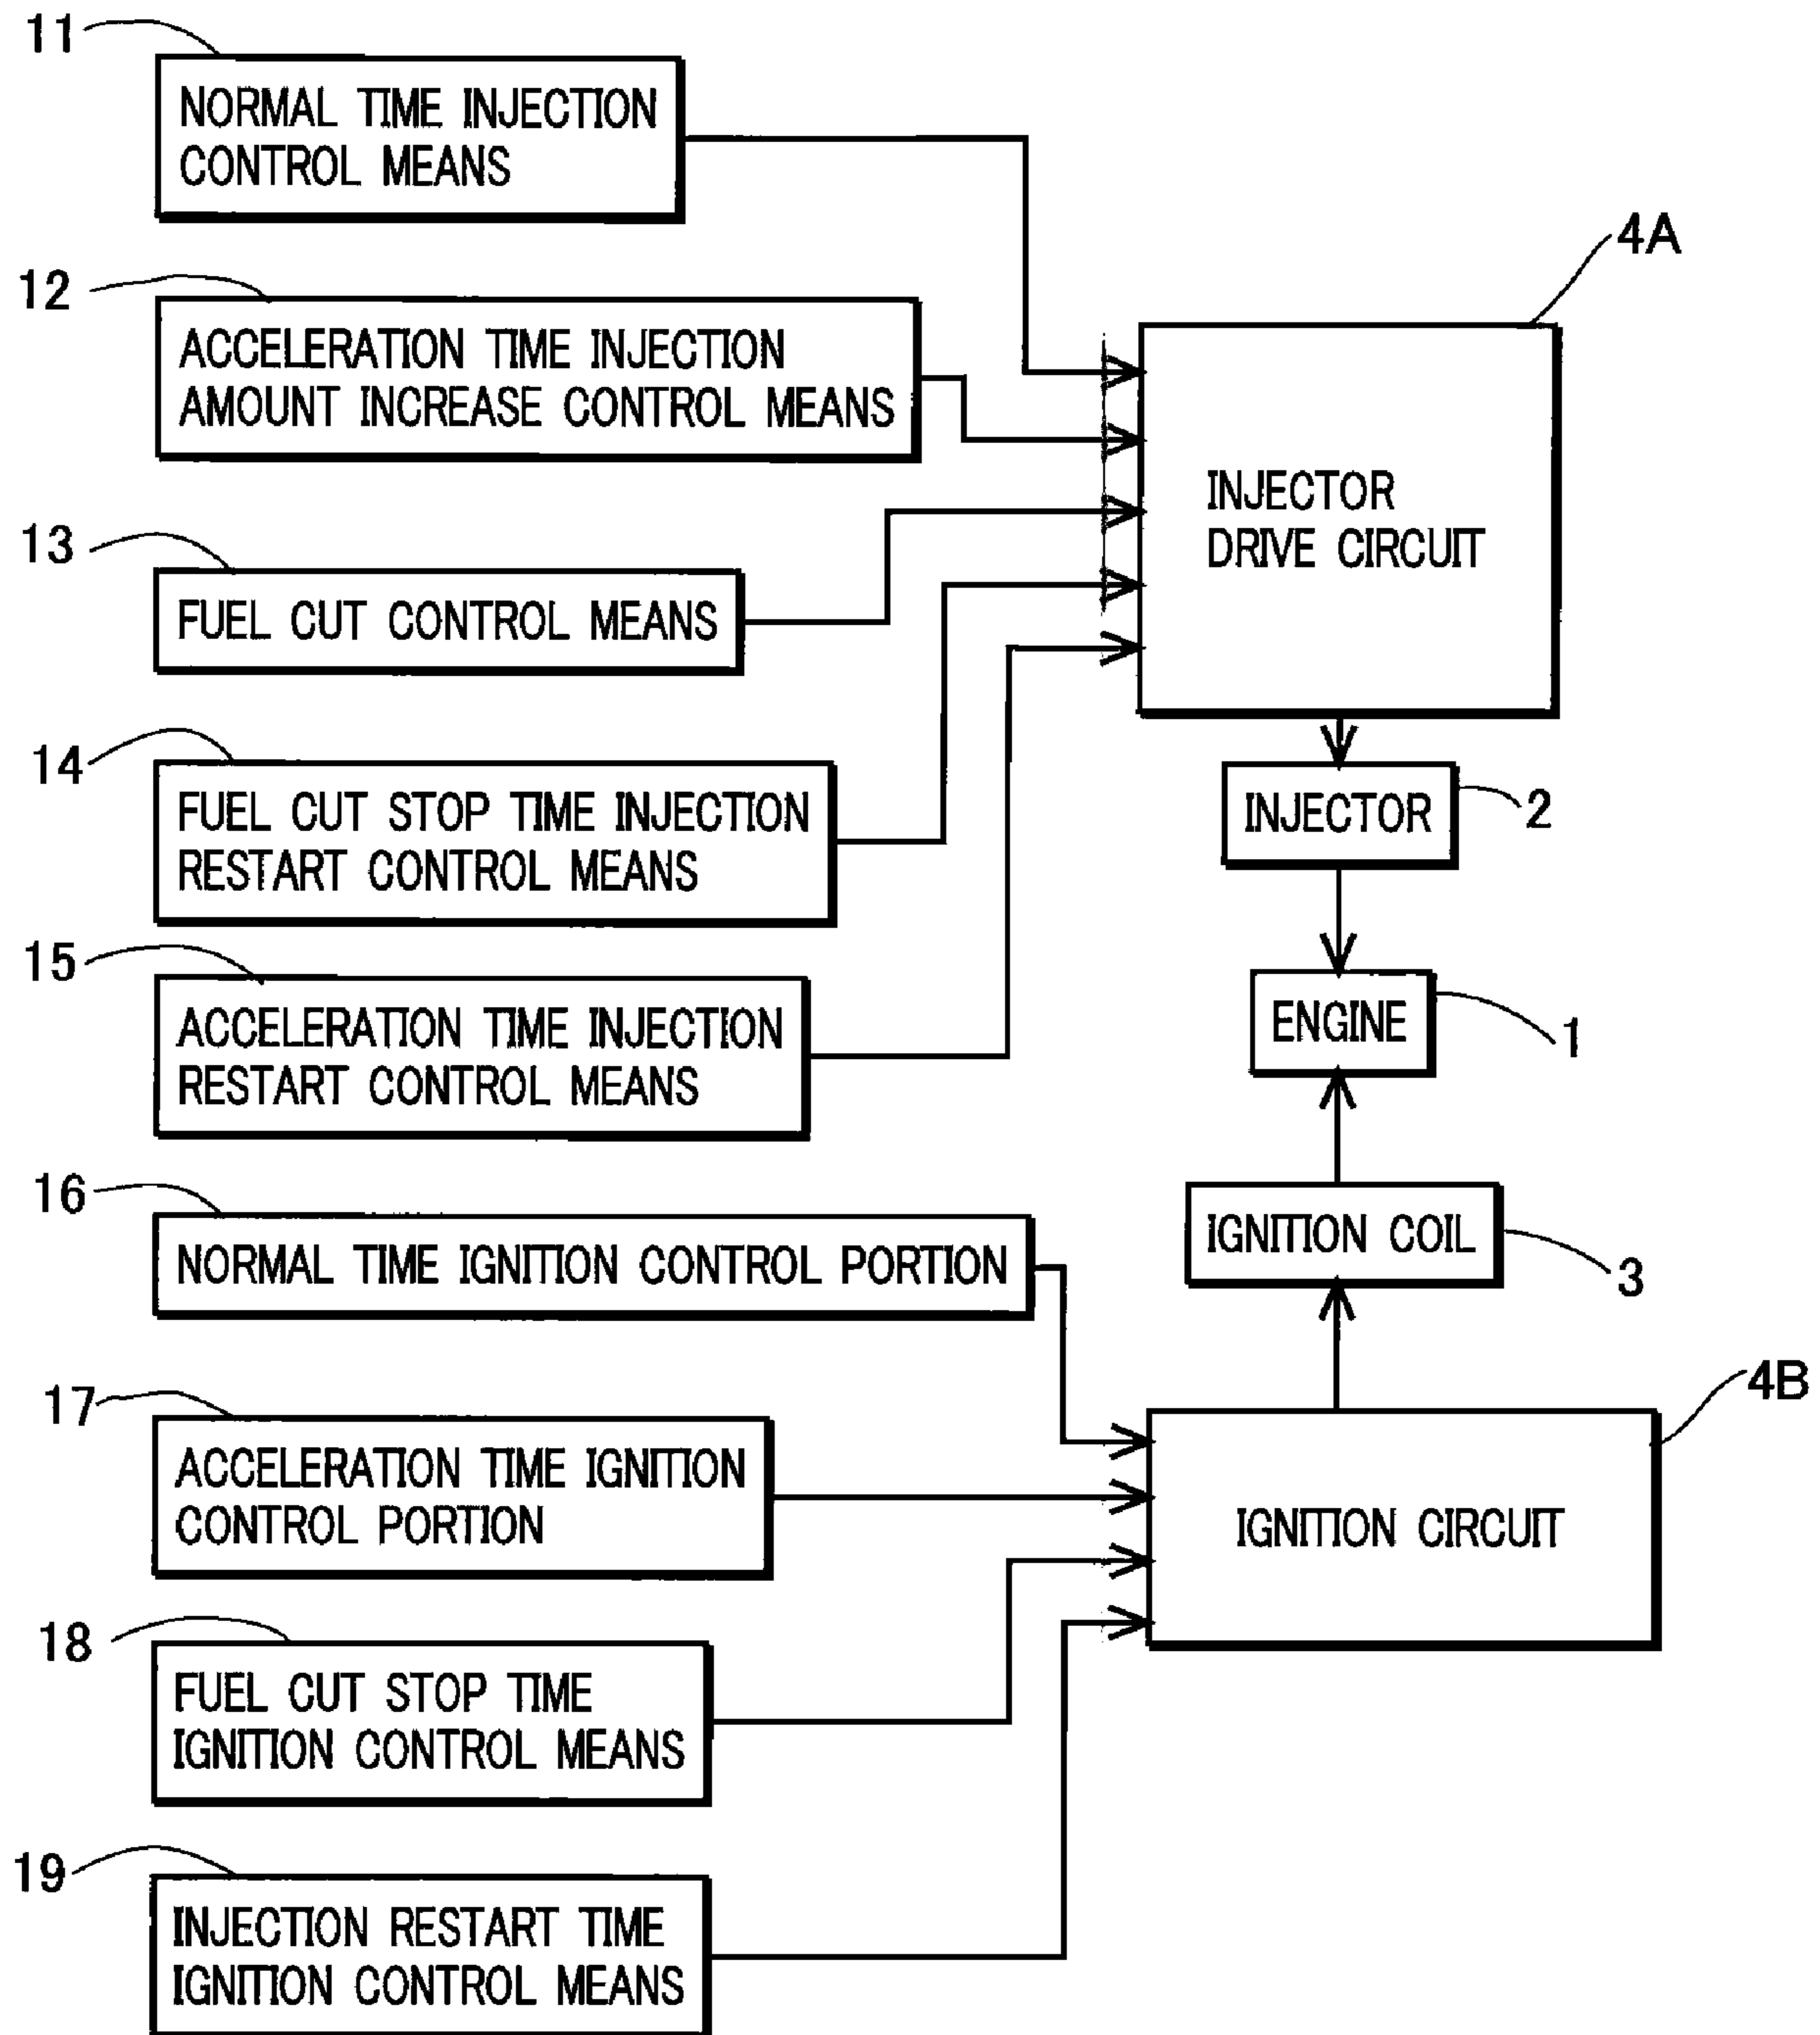 11
NORMAL TIME INJECTION
CONTROL MEANS
12
ACCELERATION TIME INJECTION
AMOUNT INCREASE CONTROL MEANS
13
FUEL CUT CONTROL MEANS
14
FUEL CUT STOP TIME INJECTION
RESTART CONTROL MEANS
15
ACCELERATION TIME INJECTION
RESTART CONTROL MEANS
4A
INJECTOR
DRIVE CIRCUIT
INJECTOR
2
ENGINE
1
IGNITION COIL
3
16
NORMAL TIME IGNITION CONTROL PORTION
17
ACCELERATION TIME IGNITION
CONTROL PORTION
18
FUEL CUT STOP TIME
IGNITION CONTROL MEANS
19
INJECTION RESTART TIME
IGNITION CONTROL MEANS
4B
IGNITION CIRCUIT